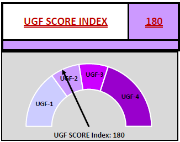 UGF SCORE INDEX 180
UGF-1
UGF-2
UGF-3
UGF-4
UGF SCORE Index: 180